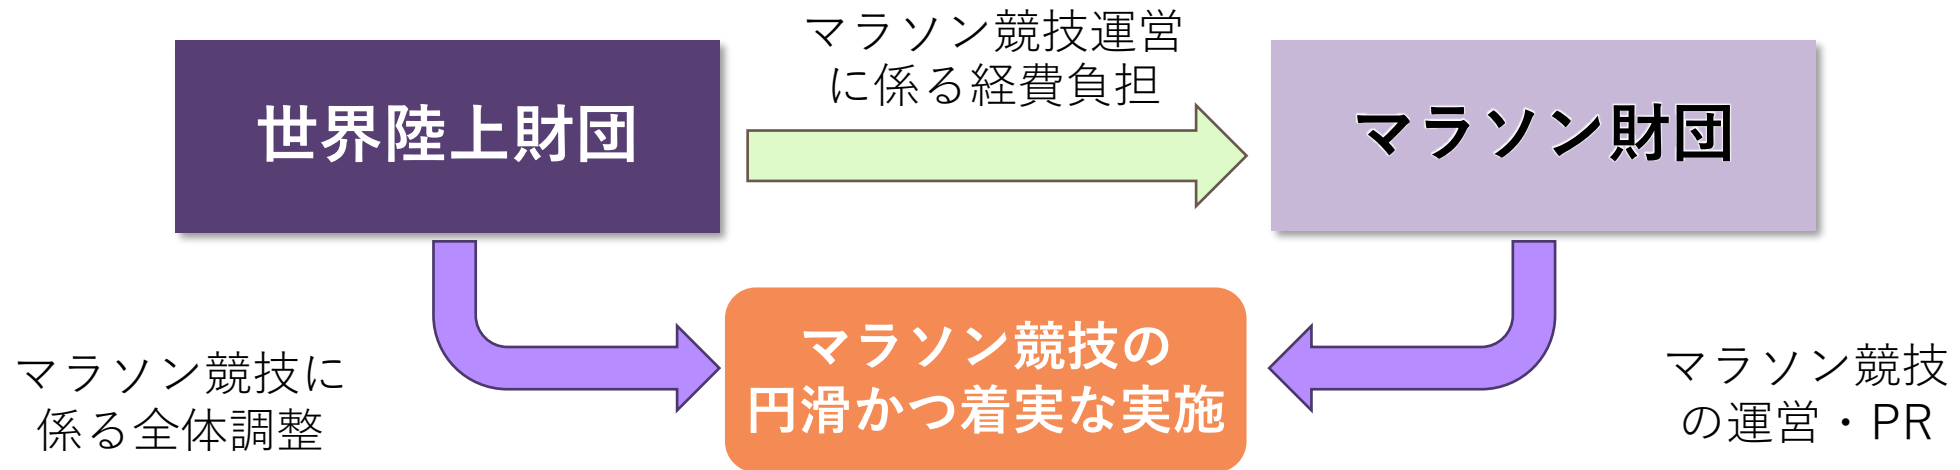 マラソン競技運営
に係る経費負担
世界陸上財団
マラソン財団
マラソン競技に
係る全体調整
マラソン競技の
円滑かつ着実な実施
マラソン競技
の運営・PR